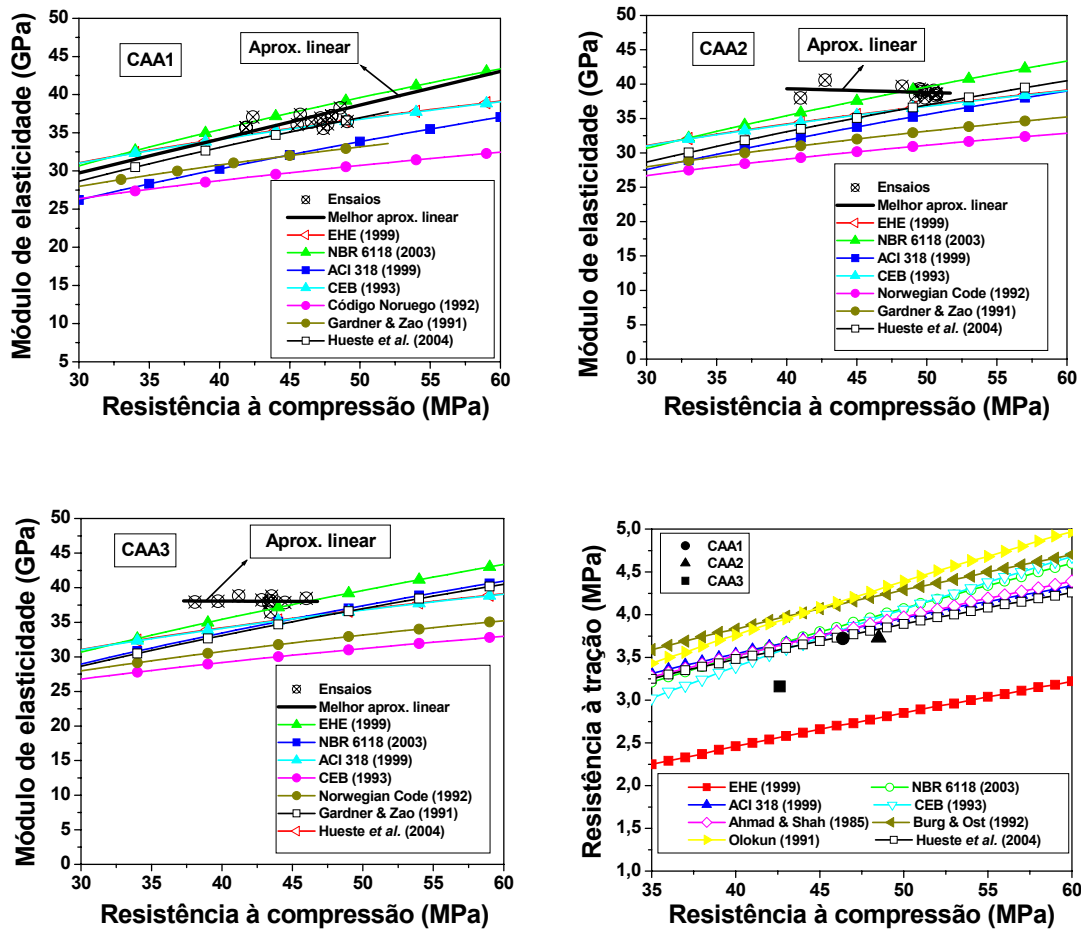 Módulo de elasticidade (GPa)
50
45
40
35
30
25
20
15
10
5
CAA1
Aprox. linear
Ensaios
Melhor aprox. linear
EHE (1999)
NBR 6118 (2003)
ACI 318 (1999)
CEB (1993)
Código Noruego (1992)
Gardner & Zao (1991)
Hueste et al. (2004)
30 35 40 45 50 55 60
Resistência à compressão (MPa)
Módulo de elasticidade (GPa)
50
45
40
35
30
25
20
15
10
5
0
CAA2
Aprox. linear
Ensaios
Melhor aprox. linear
EHE (1999)
NBR 6118 (2003)
ACI 318 (1999)
CEB (1993)
Norwegian Code (1992)
Gardner & Zao (1991)
Hueste et al. (2004)
30 35 40 45 50 55 60
Resistência à compressão (MPa)
Módulo de elasticidade (GPa)
50
45
40
35
30
25
20
15
10
5
0
CAA3
Aprox. linear
Ensaios
Melhor aprox. linear
EHE (1999)
NBR 6118 (2003)
ACI 318 (1999)
CEB (1993)
Norwegian Code (1992)
Gardner & Zao (1991)
Hueste et al. (2004)
30 35 40 45 50 55 60
Resistência à compressão (MPa)
Resistência à tração (MPa)
5,0
4,5
4,0
3,5
3,0
2,5
2,0
1,5
1,0
CAA1
CAA2
CAA3
EHE (1999) NBR 6118 (2003)
ACI 318 (1999) CEB (1993)
Ahmad & Shah (1985) Burg & Ost (1992)
Olokun (1991) Hueste et al. (2004)
35 40 45 50 55 60
Resistência à compressão (MPa)